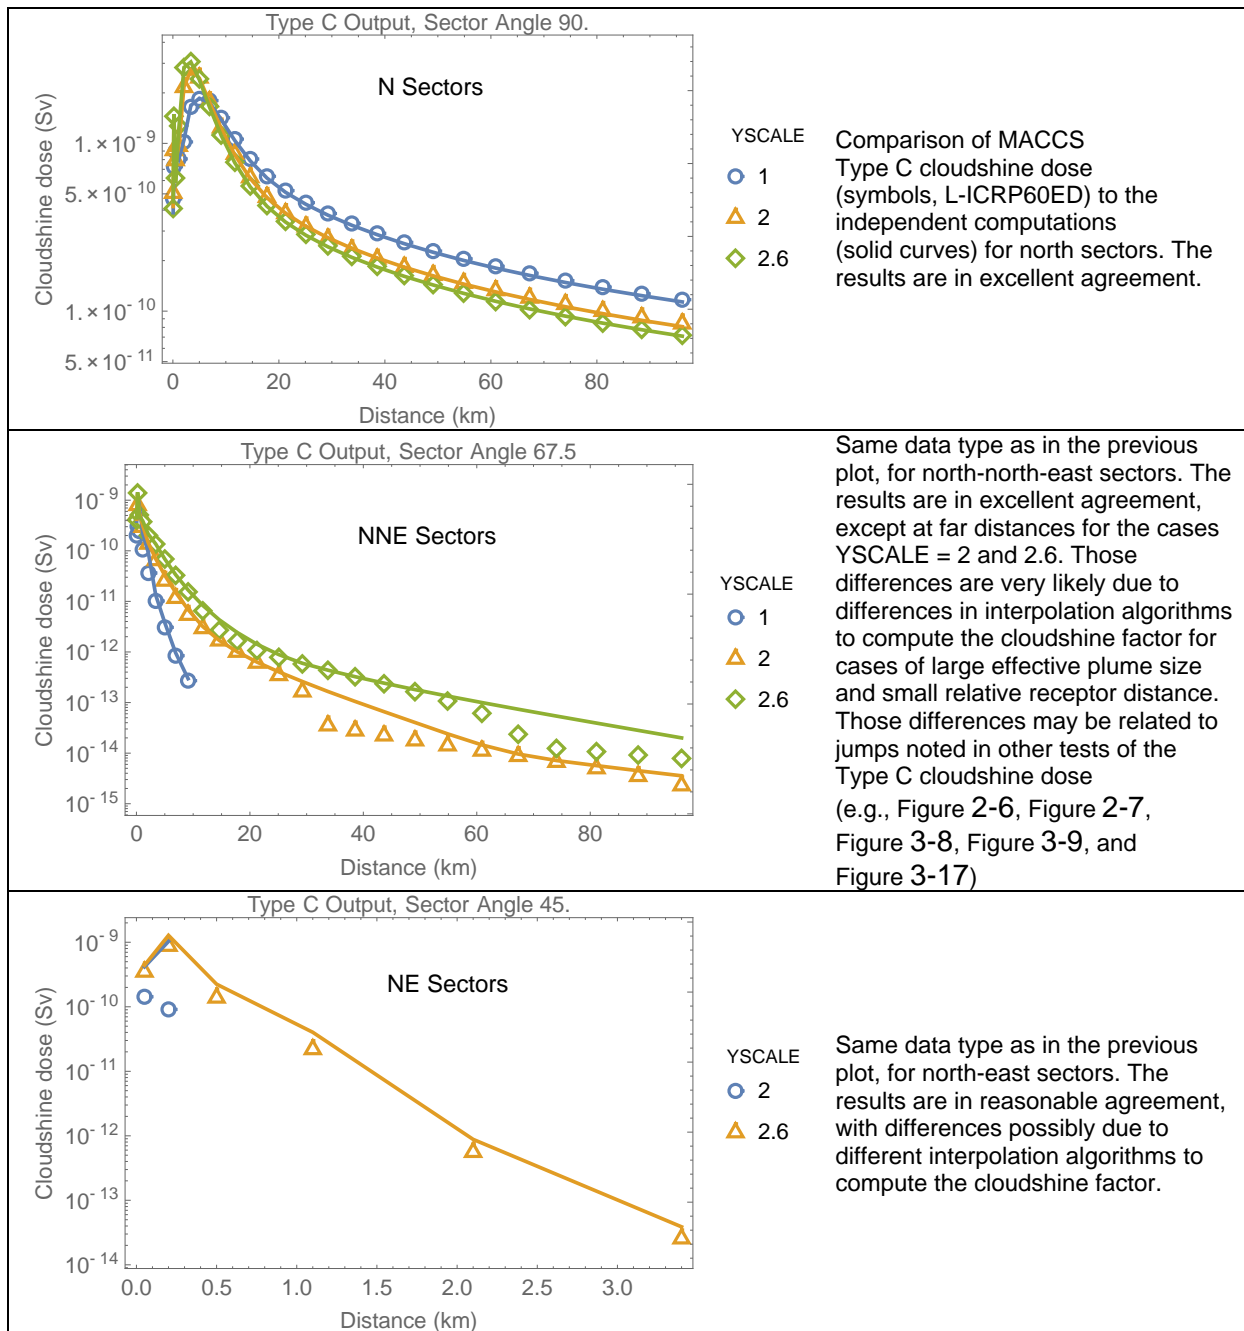 Type C Output, Sector Angle 90.
N Sectors
Cloudshine dose (Sv)
1.×10-9
5.×10-10
1.×10-10
5.×10-11
0 20 40 60 80
Distance (km)
YSCALE
1
2
2.6
Comparison of MACCS
Type C cloudshine dose
(symbols, L-ICRP60ED) to the
independent computations
(solid curves) for north sectors. The
results are in excellent agreement.
Type C Output, Sector Angle 67.5
NNE Sectors
Cloudshine dose (Sv)
10-9
10-10
10-11
10-12
10-13
10-14
10-15
0 20 40 60 80
Distance (km)
YSCALE
1
2
2.6
Same data type as in the previous
plot, for north-north-east sectors. The
results are in excellent agreement,
except at far distances for the cases
YSCALE = 2 and 2.6. Those
differences are very likely due to
differences in interpolation algorithms
to compute the cloudshine factor for
cases of large effective plume size
and small relative receptor distance.
Those differences may be related to
jumps noted in other tests of the
Type C cloudshine dose
(e.g., Figure 2-6, Figure 2-7,
Figure 3-8, Figure 3-9, and
Figure 3-17)
Type C Output, Sector Angle 45.
NE Sectors
Cloudshine dose (Sv)
10-9
10-10
10-11
10-12
10-13
10-14
0.0 0.5 1.0 1.5 2.0 2.5 3.0
Distance (km)
YSCALE
2
2.6
Same data type as in the previous
plot, for north-east sectors. The
results are in reasonable agreement,
with differences possibly due to
different interpolation algorithms to
compute the cloudshine factor.